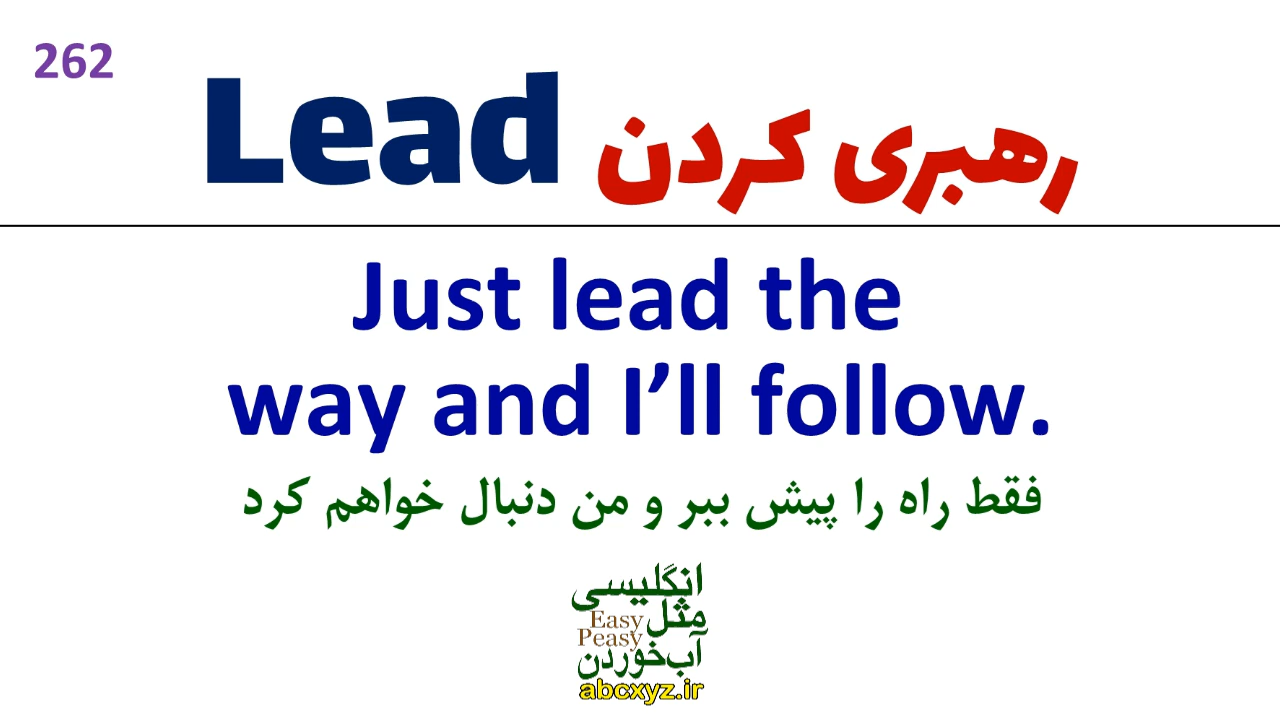 262
Lead رهبری کردن
Just lead the
way and I’ll follow.
فقط راه را پیش ببر و من دنبال خواهم کرد
انگلیسی
مثل Easy
Peasy
آب‌خوردن
abcxyz.ir